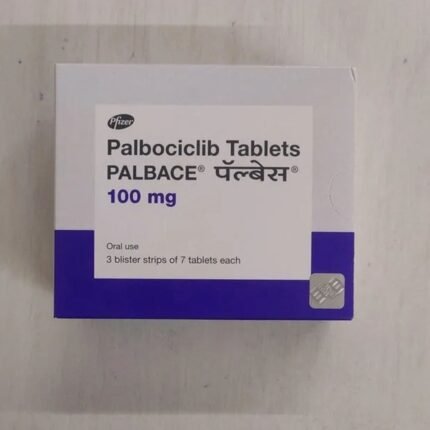 Pfizer
Palbociclib Tablets
PALBACE® पॅल्बेस®
100 mg
Oral use
3 blister strips of 7 tablets each